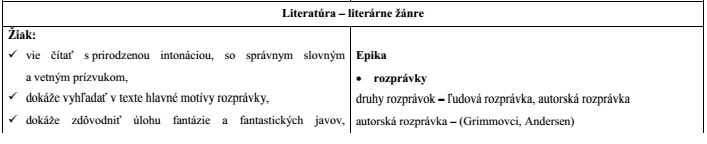 Literatúra – literárne žánre
Žiak:
✓ vie čítať s prirodzenou intonáciou, so správnym slovným
a vetným prízvukom,
✓ dokáže vyhľadať v texte hlavné motívy rozprávky,
✓ dokáže zdôvodniť úlohu fantázie a fantastických javov,
Epika
• rozprávky
druhy rozprávok – ľudová rozprávka, autorská rozprávka
autorská rozprávka – (Grimmovci, Andersen)